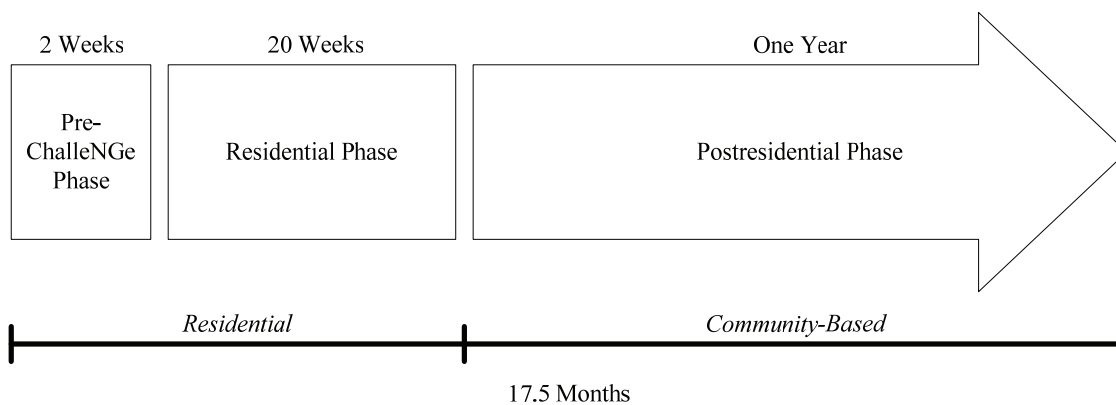 2 Weeks
20 Weeks
One Year
Pre-
ChalleNGe
Phase
Residential Phase
Postresidential Phase
Residential
Community-Based
17.5 Months